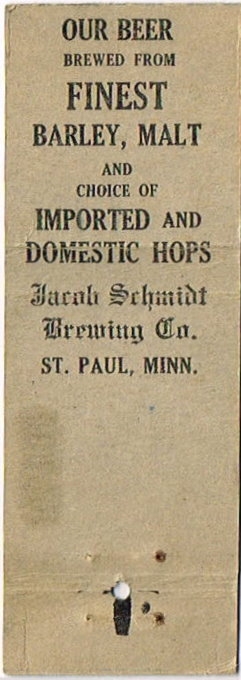 OUR BEER
BREWED FROM
FINEST
BARLEY, MALT
AND
CHOICE OF
IMPORTED AND
DOMESTIC HOPS
Jacob Schmidt
Brewing Co.
ST. PAUL, MINN.